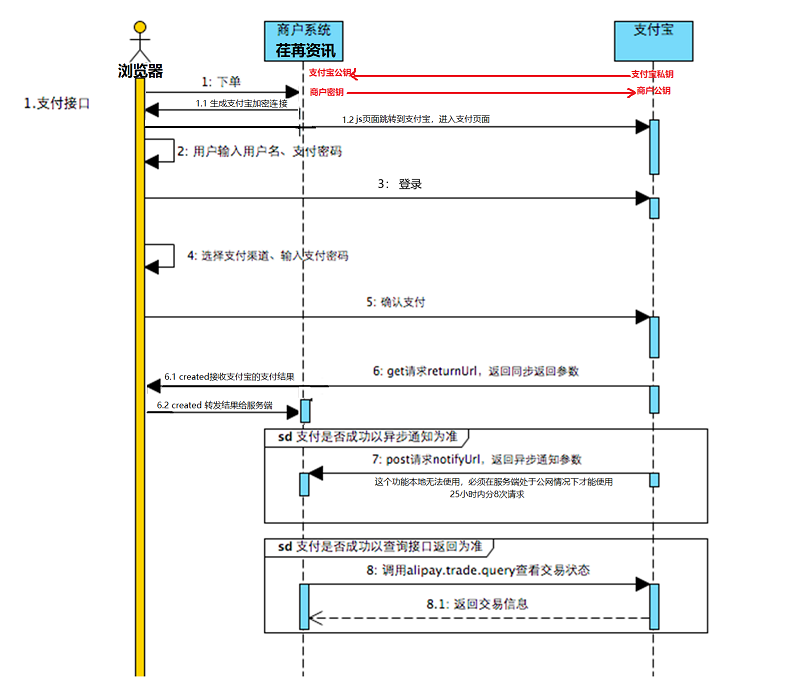 商户系统
荏苒资讯
支付宝
浏览器
支付宝公钥
支付宝私钥
商户密钥
商户公钥
1.支付接口
1: 下单
1.1 生成支付宝加密连接
1.2 js页面跳转到支付宝，进入支付页面
2: 用户输入用户名、支付密码
3: 登录
4: 选择支付渠道、输入支付密码
5: 确认支付
6: get请求returnUrl，返回同步返回参数
6.1 created接收支付宝的支付结果
6.2 created 转发结果给服务端
sd 支付是否成功以异步通知为准
7: post请求notifyUrl，返回异步通知参数
这个功能本地无法使用，必须在服务端处于公网情况下才能使用
25小时内分8次请求
sd 支付是否成功以查询接口返回为准
8: 调用alipay.trade.query查看交易状态
8.1: 返回交易信息